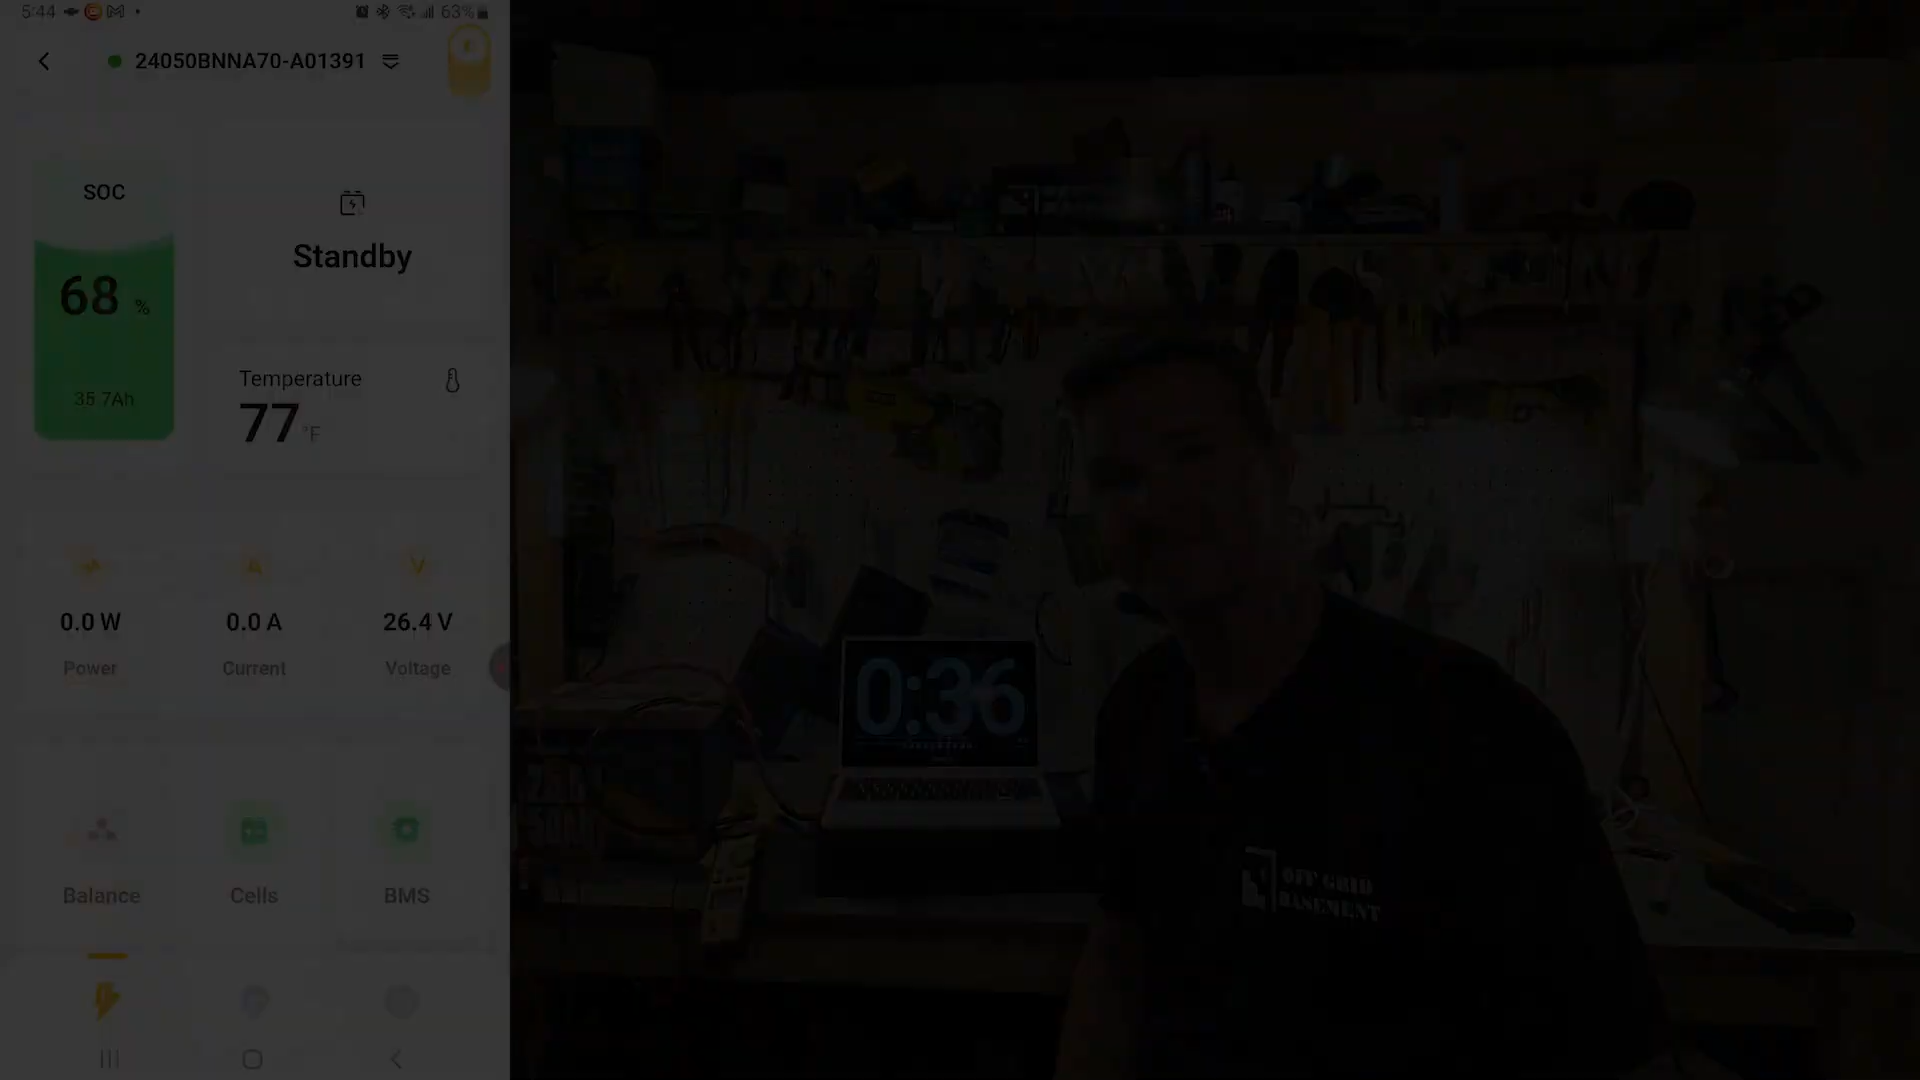 5:44
63%
24050BNNA70-A01391
SOC
68 %
35.7Ah
Standby
Temperature
77 °F
0.0 W
Power
0.0 A
Current
26.4 V
Voltage
Balance
Cells
BMS
0:36
OFF GRID
BASEMENT